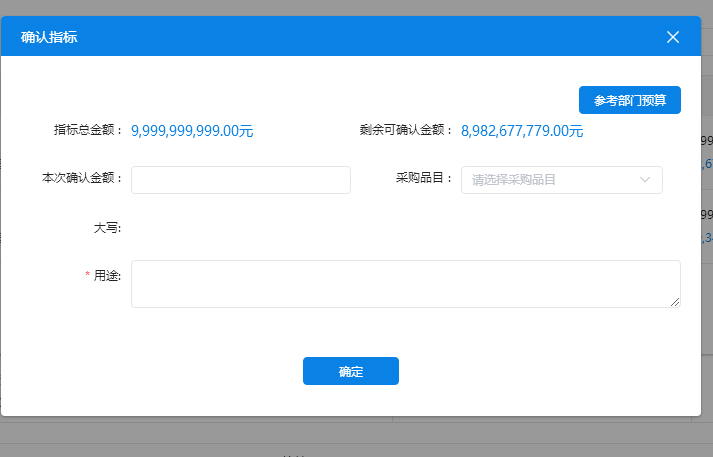 确认指标
参考部门预算
指标总金额： 9,999,999,999.00元 剩余可确认金额： 8,982,677,779.00元
本次确认金额： 采购品目： 请选择采购品目
大写:
* 用途:
确定